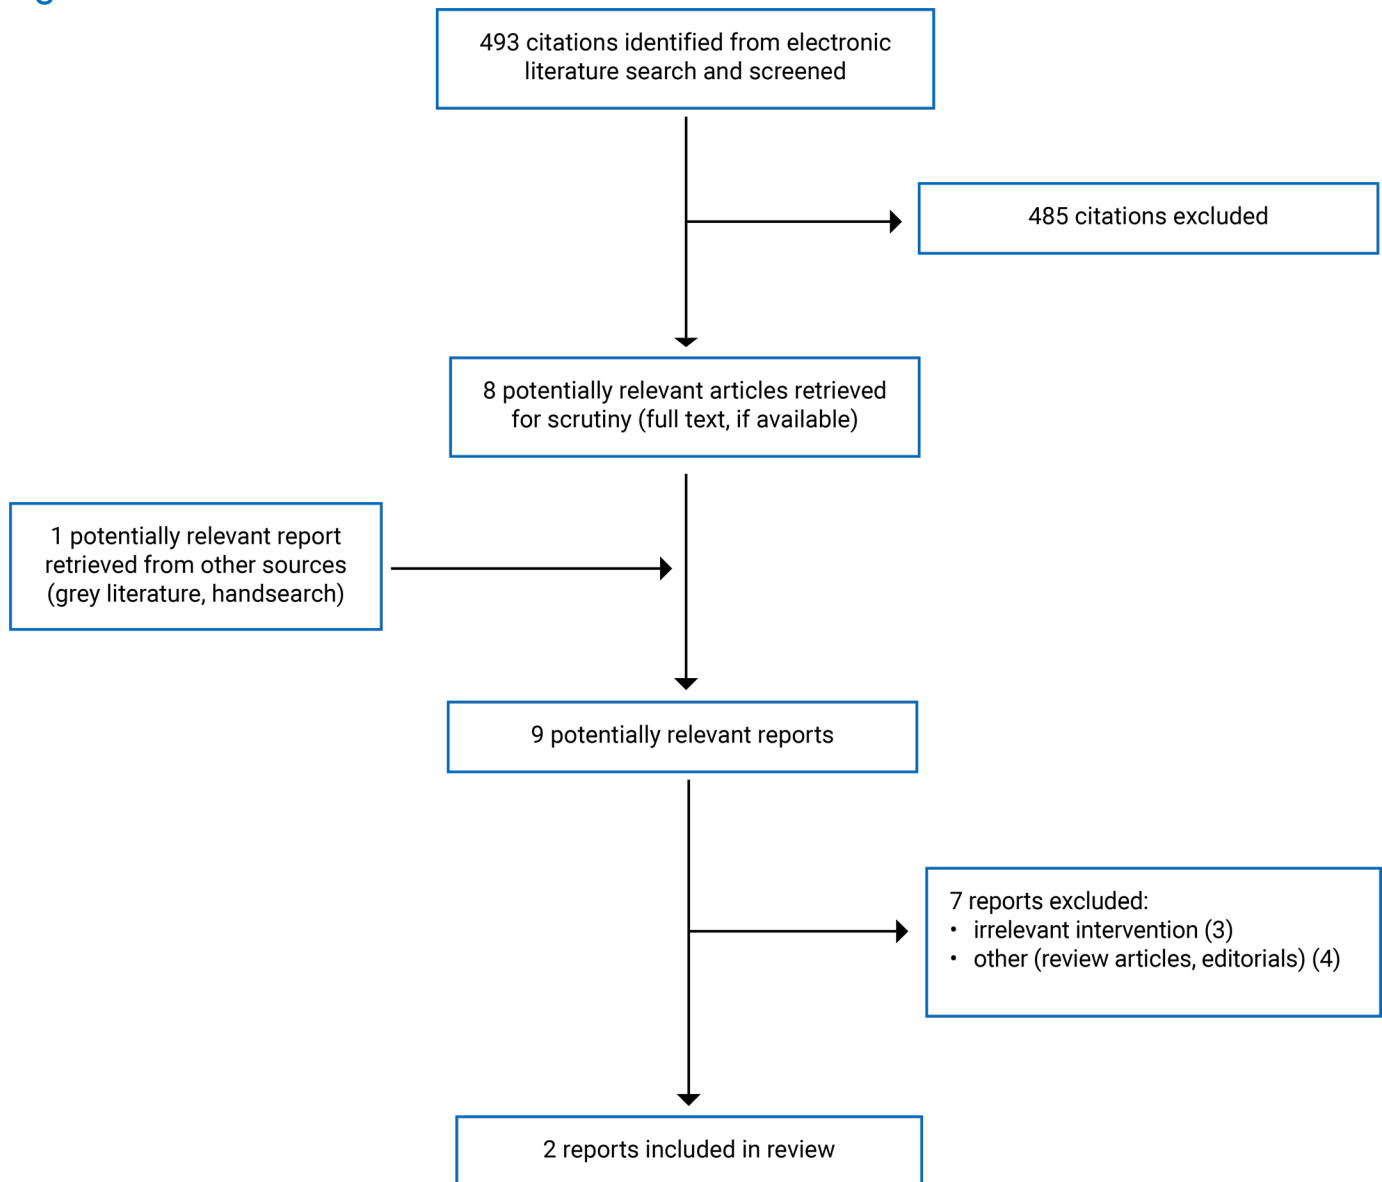 493 citations identified from electronic
literature search and screened
485 citations excluded
8 potentially relevant articles retrieved
for scrutiny (full text, if available)
1 potentially relevant report
retrieved from other sources
(grey literature, handsearch)
9 potentially relevant reports
7 reports excluded:
• irrelevant intervention (3)
• other (review articles, editorials) (4)
2 reports included in review